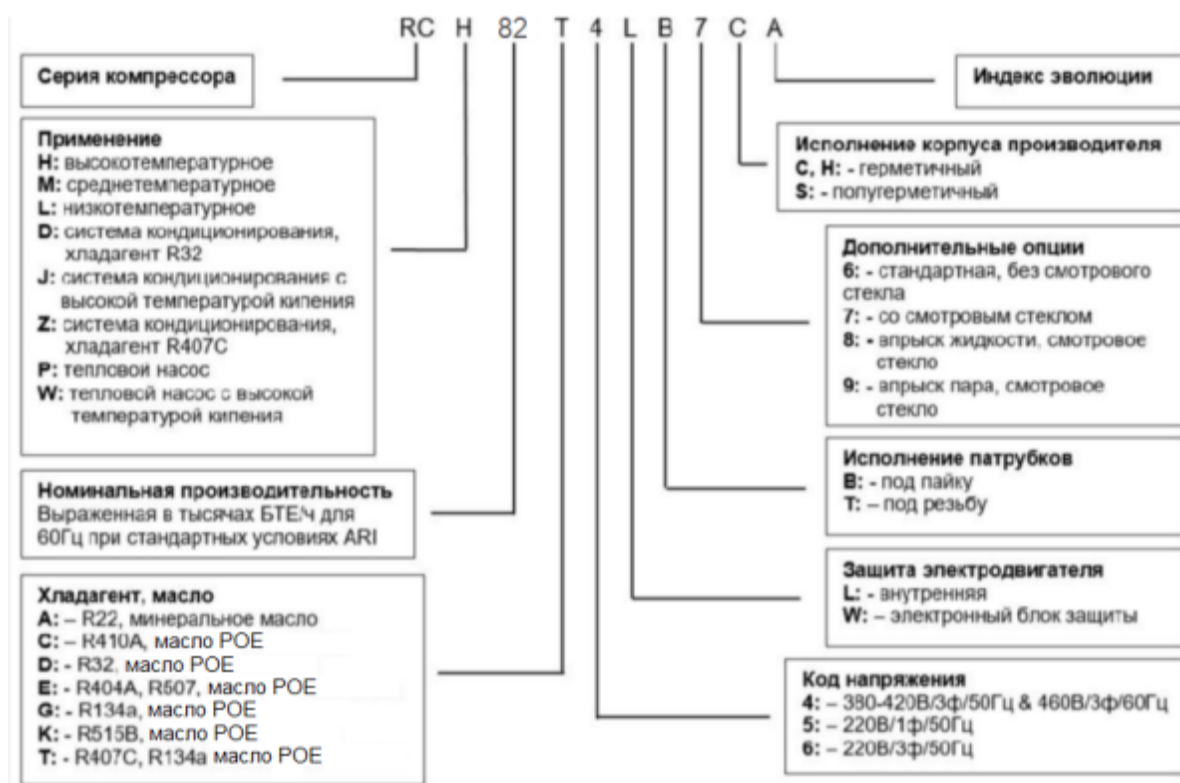 RC H 82 T 4 L B 7 C A
Серия компрессора
Применение
H: высокотемпературное
M: среднетемпературное
L: низкотемпературное
D: система кондиционирования,
хладагент R32
J: система кондиционирования с
высокой температурой кипения
Z: система кондиционирования,
хладагент R407C
P: тепловой насос
W: тепловой насос с высокой
температурой кипения
Номинальная производительность
Выраженная в тысячах БТЕ/ч для
60Гц при стандартных условиях ARI
Хладагент, масло
A: – R22, минеральное масло
C: – R410A, масло POE
D: - R32, масло POE
E: - R404A, R507, масло POE
G: - R134a, масло POE
K: - R515B, масло POE
T: - R407C, R134a масло POE
Индекс эволюции
Исполнение корпуса производителя
C, H: - герметичный
S: - полугерметичный
Дополнительные опции
6: - стандартная, без смотрового
стекла
7: - со смотровым стеклом
8: - впрыск жидкости, смотровое
стекло
9: - впрыск пара, смотровое
стекло
Исполнение патрубков
B: - под пайку
T: – под резьбу
Защита электродвигателя
L: - внутренняя
W: – электронный блок защиты
Код напряжения
4: – 380-420В/3ф/50Гц & 460В/3ф/60Гц
5: – 220В/1ф/50Гц
6: – 220В/3ф/50Гц